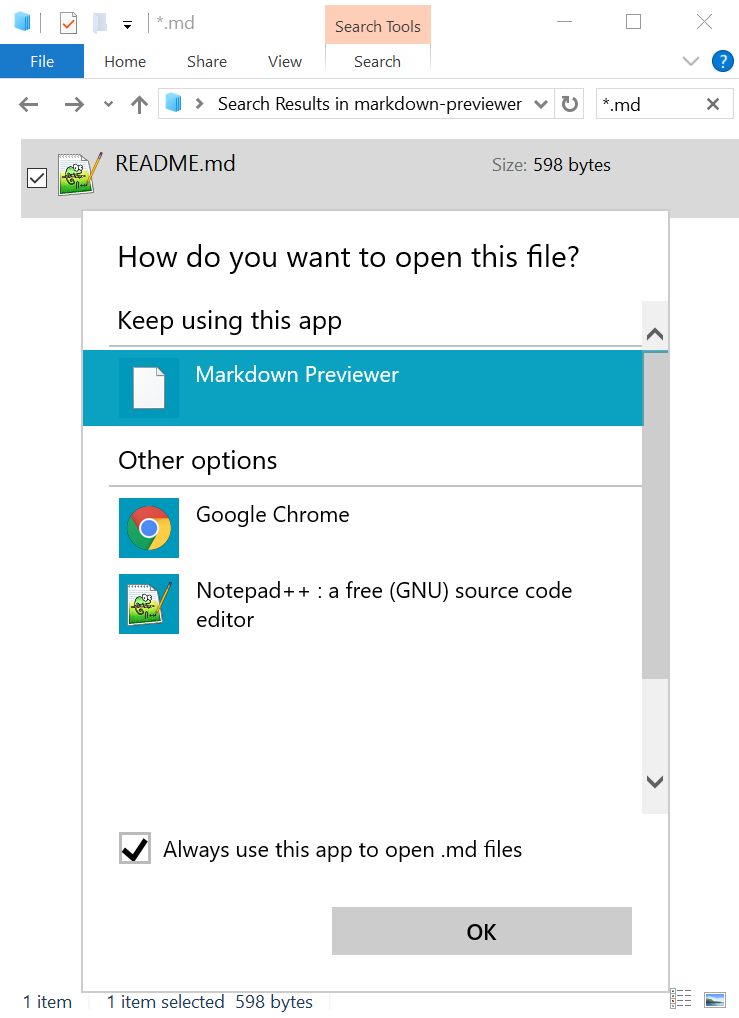 *.md
Search Tools
File Home Share View Search
?
Search Results in markdown-previewer *.md
README.md Size: 598 bytes
How do you want to open this file?
Keep using this app
Markdown Previewer
Other options
Google Chrome
Notepad++ : a free (GNU) source code
editor
Always use this app to open .md files
OK
1 item 1 item selected 598 bytes